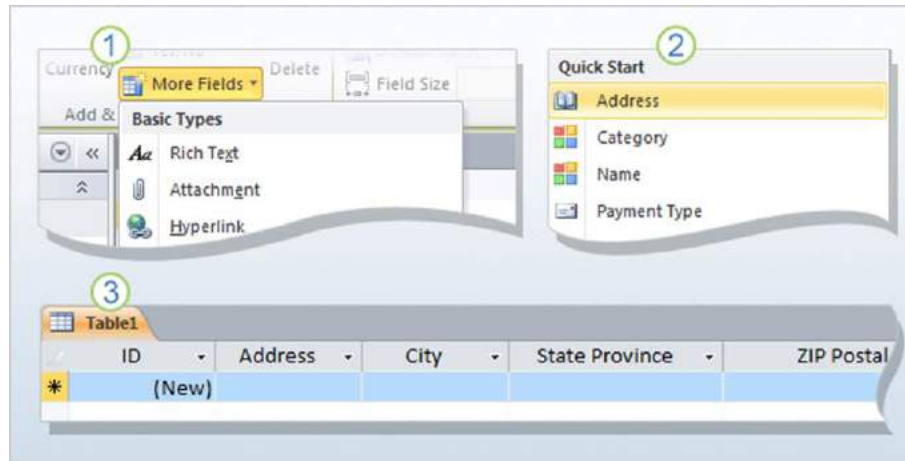 1
Currency
More Fields
Delete
Field Size
Add &
Basic Types
Aa Rich Text
Attachment
Hyperlink
2
Quick Start
Address
Category
Name
Payment Type
3
Table1
ID Address City State Province ZIP Postal
* (New)